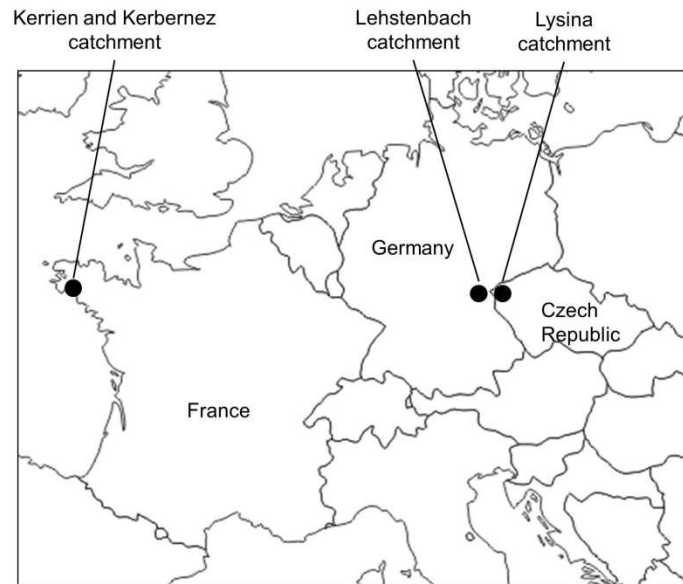 Kerrien and Kerbernez
catchment
Lehstenbach
catchment
Lysina
catchment
Germany
Czech
Republic
France